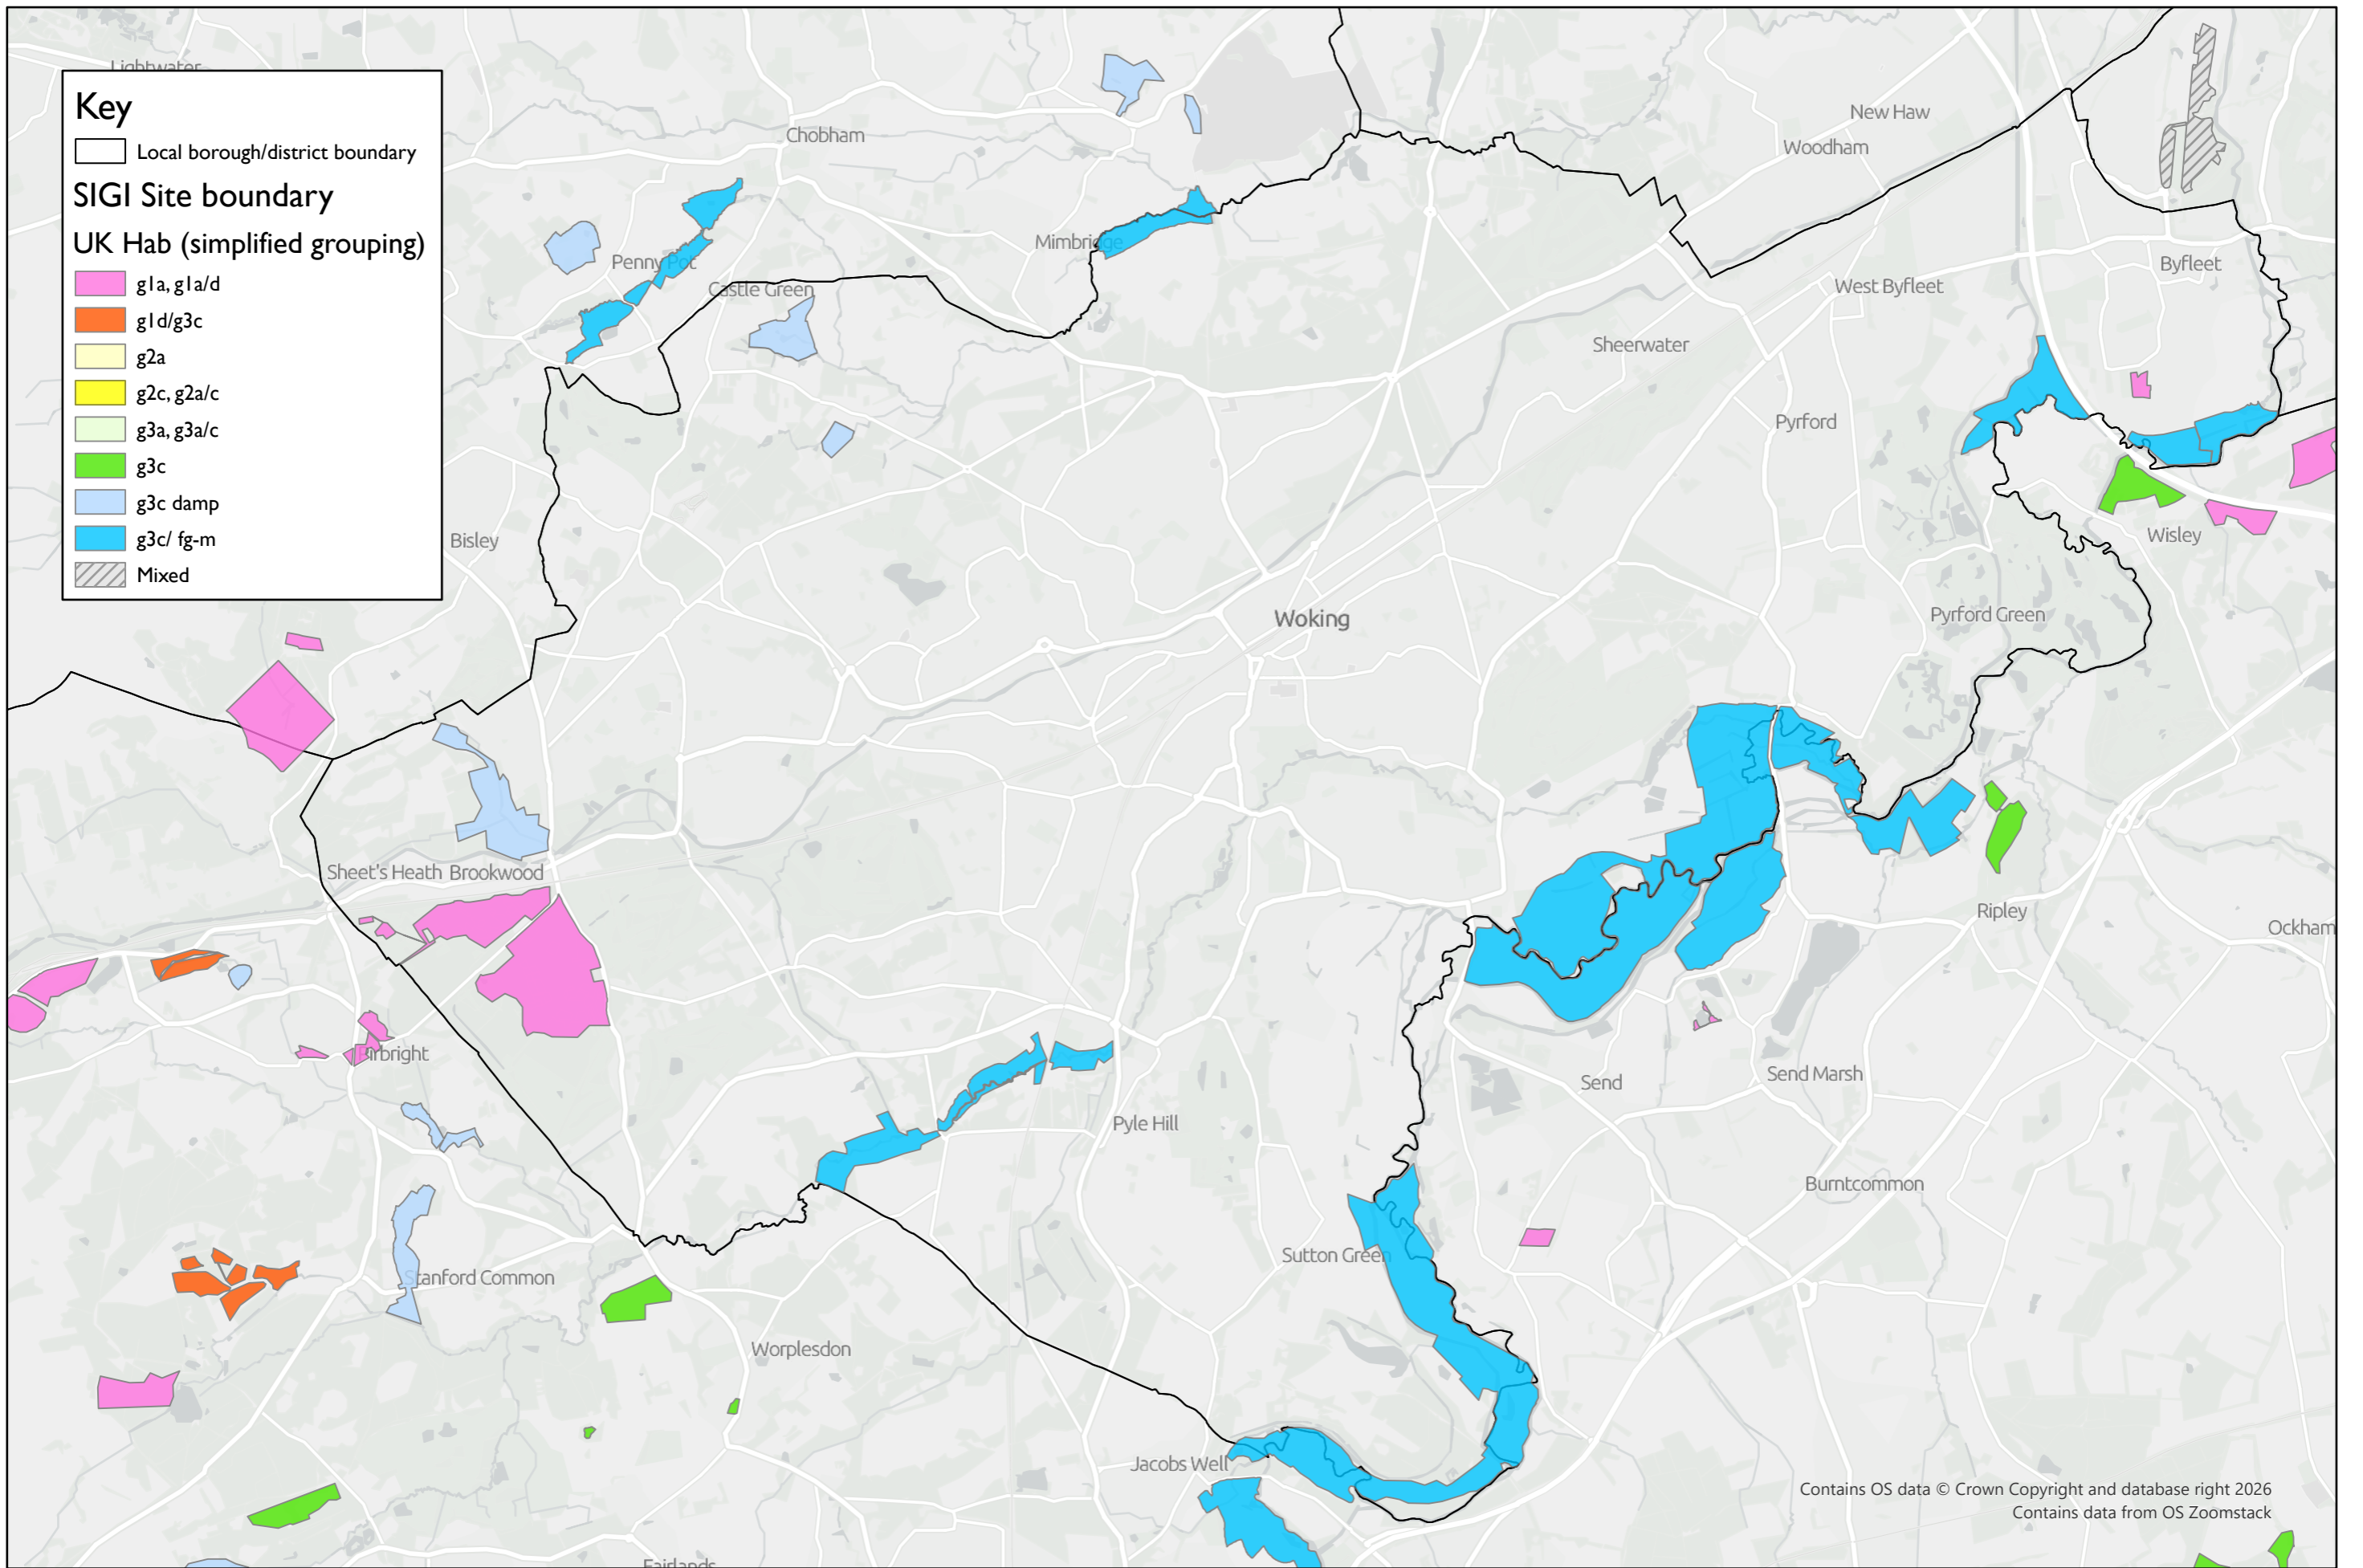 Lightwater
Key
Local borough/district boundary
SIGI Site boundary
UK Hab (simplified grouping)
g1a, g1a/d
g1d/g3c
g2a
g2c, g2a/c
g3a, g3a/c
g3c
g3c damp
g3c/ fg-m
Mixed
Chobham
New Haw
Woodham
Mimbridge
Penny Pot
Castle Green
Byfleet
West Byfleet
Sheerwater
Pyrford
Bisley
Wisley
Woking
Pyrford Green
Sheet's Heath
Brookwood
Ripley
Ockham
Pirbright
Send
Send Marsh
Pyle Hill
Burntcommon
Sutton Green
Stanford Common
Worplesdon
Jacobs Well
Contains OS data © Crown Copyright and database right 2026
Contains data from OS Zoomstack
Fairlands